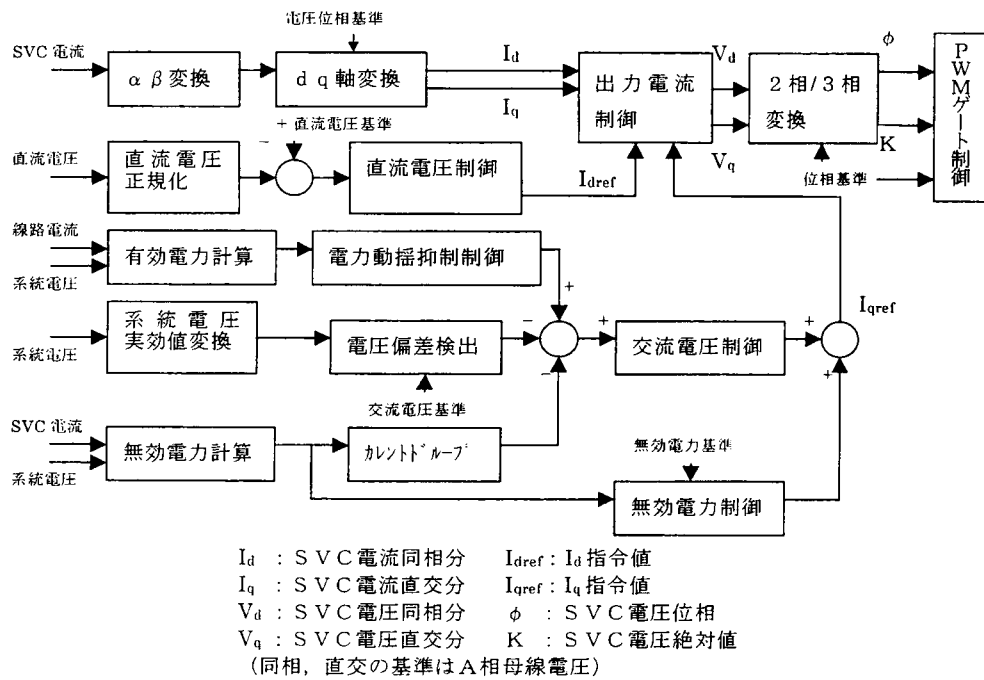 電圧位相基準
SVC 電流
αβ変換
dq軸変換
Id
Iq
出力電流
制御
Vd
Vq
2相/3相
変換
φ
K
位相基準
PWMゲート制御
+ 直流電圧基準
−
直流電圧
直流電圧
正規化
直流電圧制御
Idref
線路電流
系統電圧
有効電力計算
電力動揺抑制制御
+
系統電圧
系統電圧
実効値変換
電圧偏差検出
交流電圧基準
−
−
+
交流電圧制御
+
+
Iqref
SVC 電流
系統電圧
無効電力計算
カレントドループ
無効電力基準
無効電力制御
Id :SVC電流同相分 Idref:Id指令値
Iq :SVC電流直交分 Iqref:Iq指令値
Vd :SVC電圧同相分 φ :SVC電圧位相
Vq :SVC電圧直交分 K :SVC電圧絶対値
(同相,直交の基準はA相母線電圧)